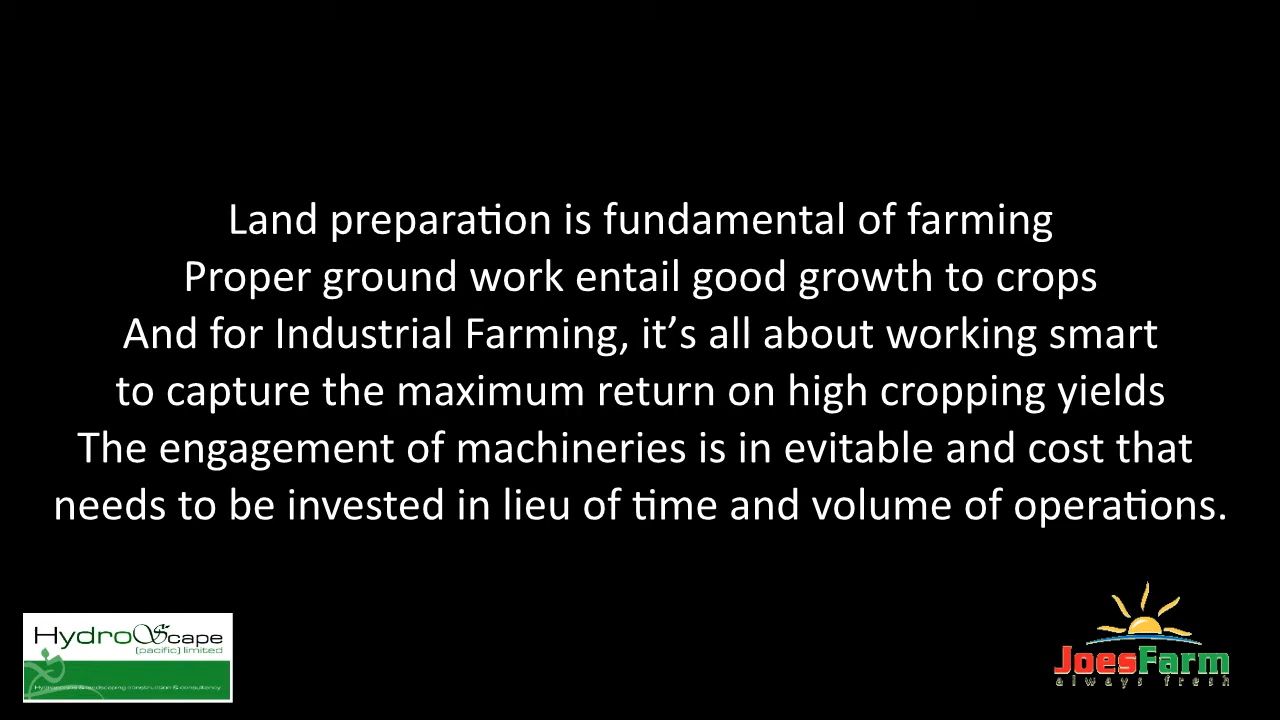 Land preparation is fundamental of farming
Proper ground work entail good growth to crops
And for Industrial Farming, it’s all about working smart
to capture the maximum return on high cropping yields
The engagement of machineries is in evitable and cost that
needs to be invested in lieu of time and volume of operations.
HydroScape
(pacific) limited
construction & consultancy
JoesFarm
always fresh